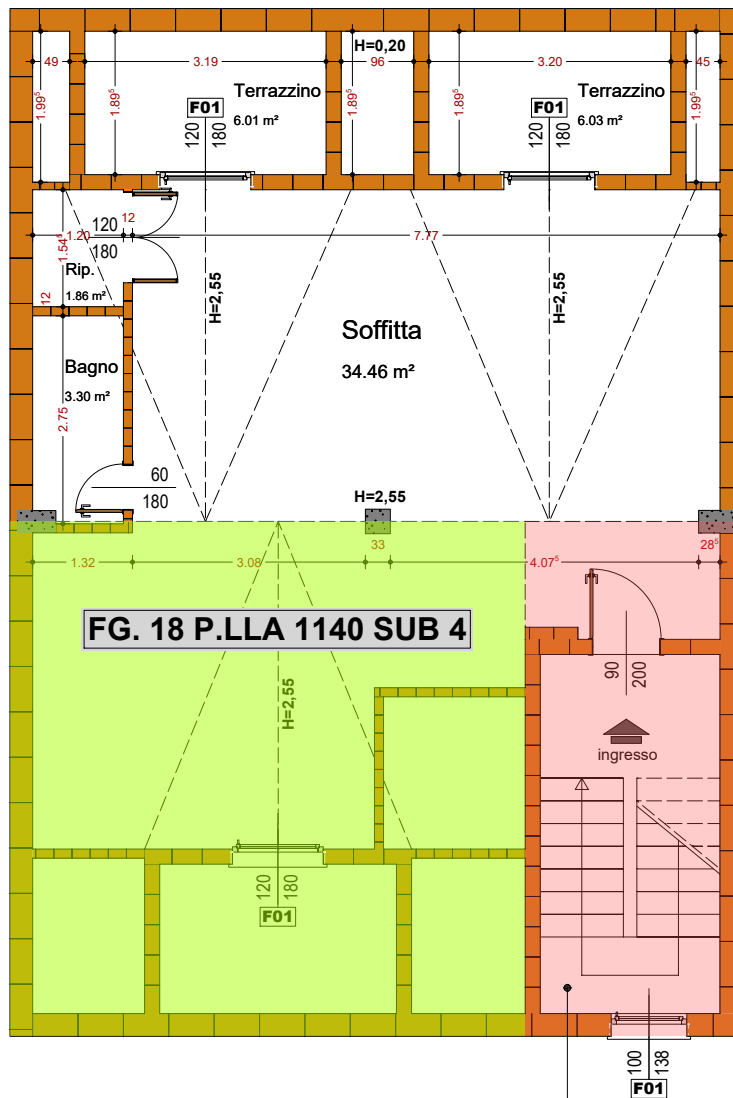 H=0,20
49
3.19
96
3.20
45
1.99⁵
1.89⁵
Terrazzino
6.01 m²
1.89⁵
1.89⁵
Terrazzino
6.03 m²
1.99⁵
F01
120
180
F01
120
180
1.54⁵
1.20
120
180
12
7.77
Rip.
1.86 m²
12
H=2,55
H=2,55
Soffitta
34.46 m²
Bagno
3.30 m²
2.75
60
180
H=2,55
1.32
3.08
33
4.07⁵
28⁵
FG. 18 P.LLA 1140 SUB 4
H=2,55
90
200
ingresso
120
180
F01
100
138
F01